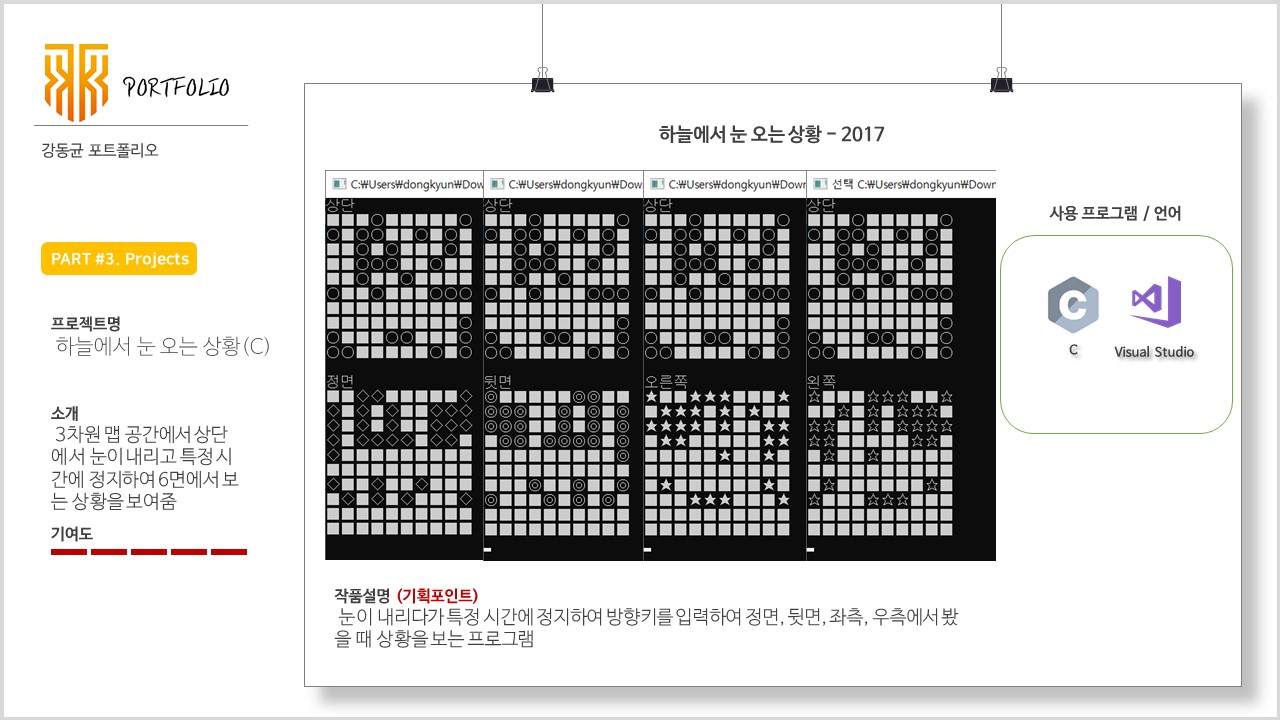 PORTFOLIO
강동균 포트폴리오
PART #3. Projects
프로젝트명
하늘에서 눈 오는 상황(C)
소개
3차원 맵 공간에서 상단
에서 눈이 내리고 특정 시
간에 정지하여 6면에서 보
는 상황을 보여줌
기여도
하늘에서 눈 오는 상황 - 2017
C:₩Users₩dongkyun₩Dow
C:₩Users₩dongkyun₩Dow
C:₩Users₩dongkyun₩Dow
선택 C:₩Users₩dongkyun₩Down
상단
상단
상단
상단
정면
뒷면
오른쪽
왼쪽
사용 프로그램 / 언어
C
C
Visual Studio
작품설명 (기획포인트)
눈이 내리다가 특정 시간에 정지하여 방향키를 입력하여 정면, 뒷면, 좌측, 우측에서 봤
을 때 상황을 보는 프로그램